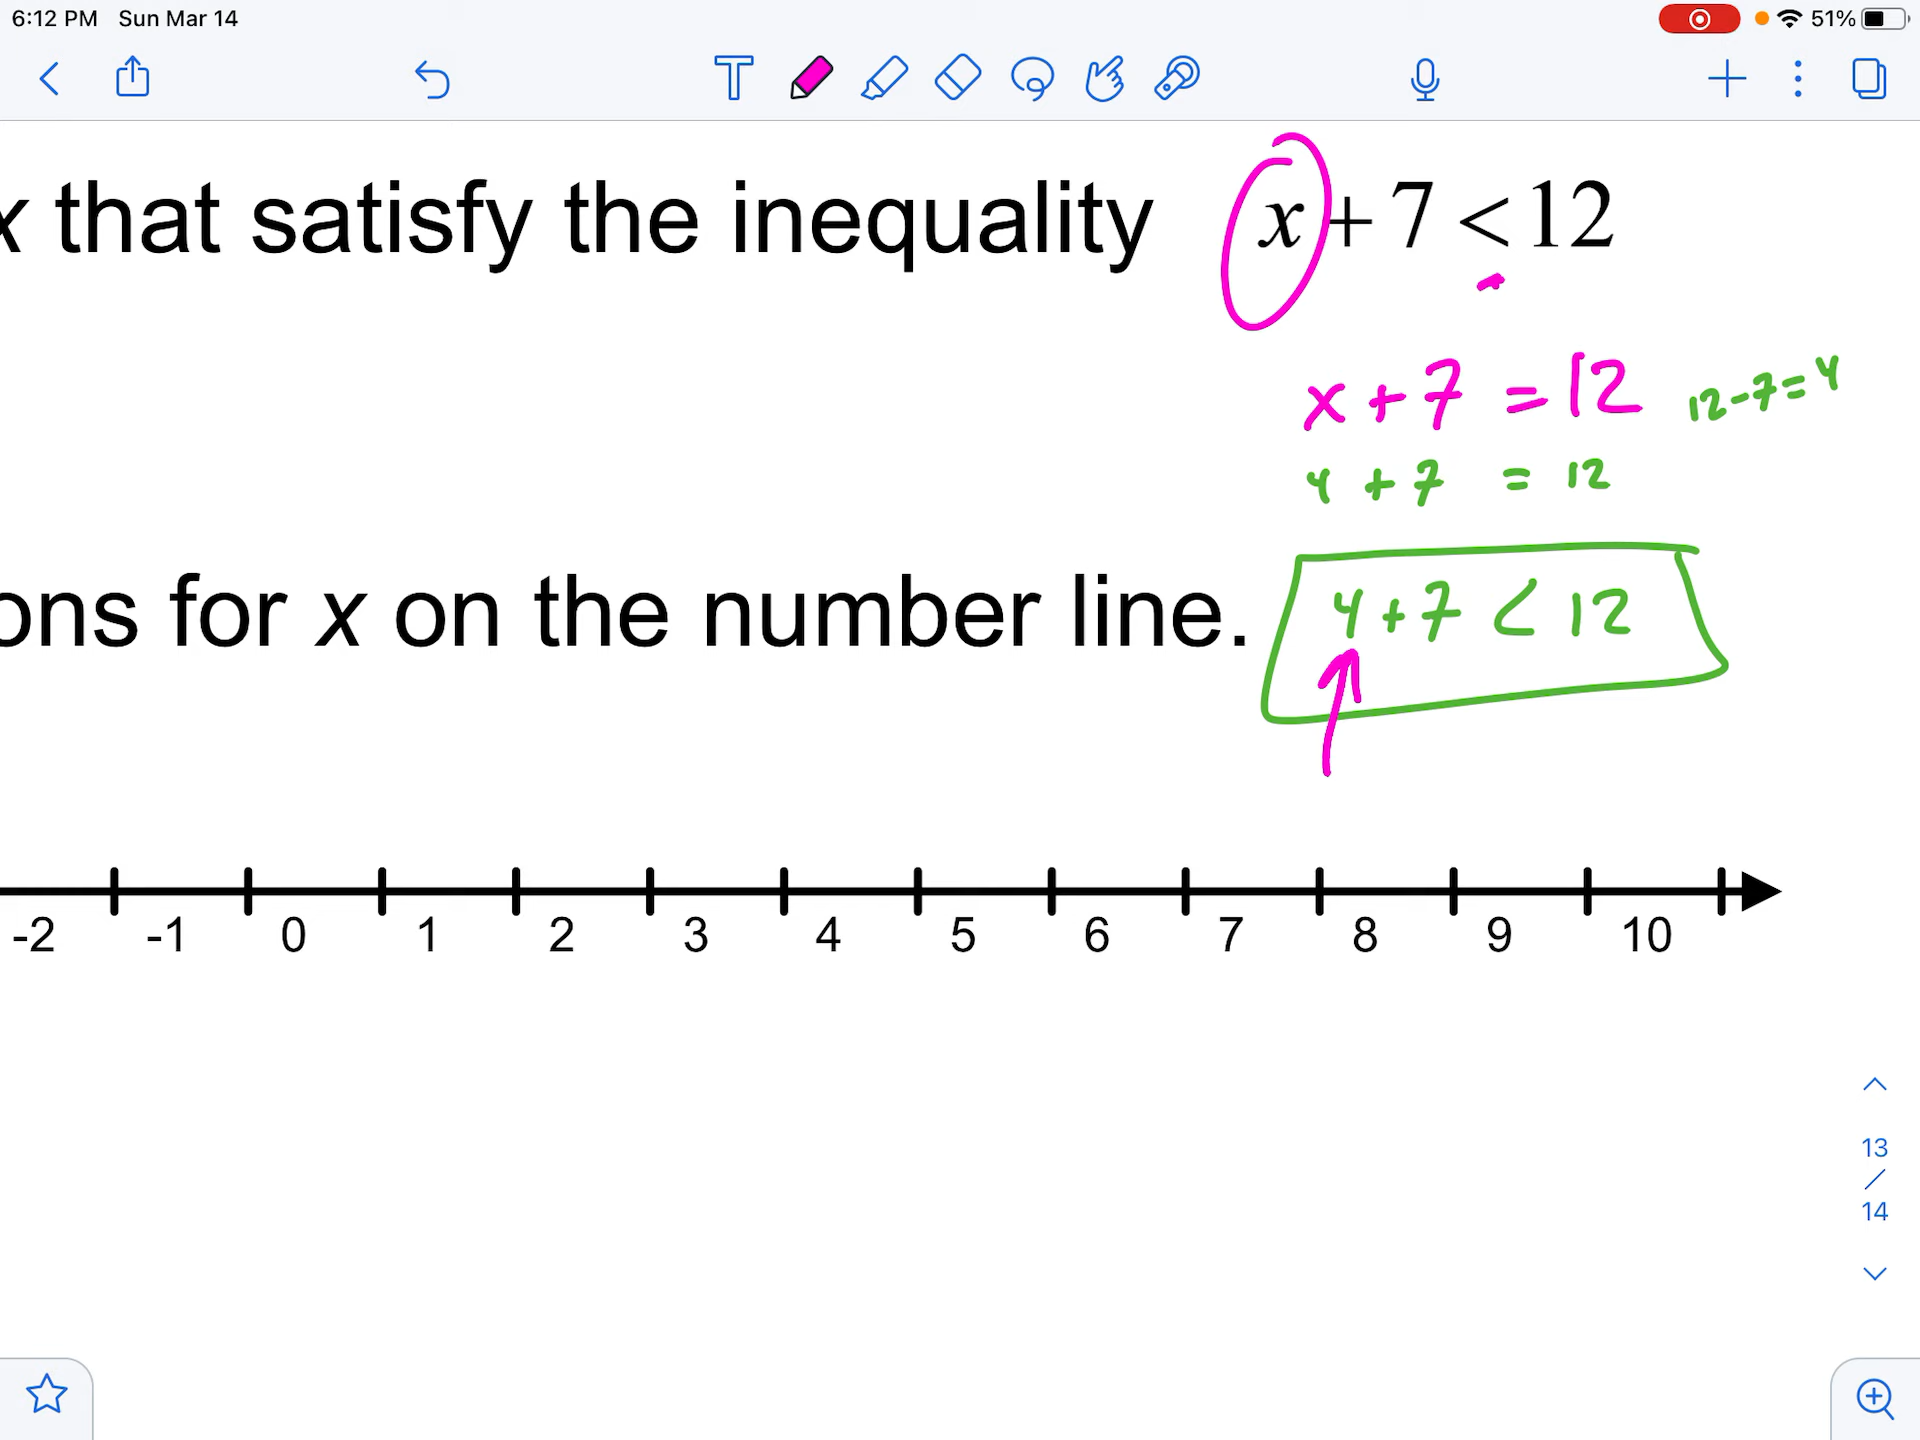 6:12 PM Sun Mar 14
51%
T
x that satisfy the inequality x + 7 < 12
x + 7 = 12 12-7=4
4 + 7 = 12
ons for x on the number line. 4 + 7 < 12
-2 -1 0 1 2 3 4 5 6 7 8 9 10
13
/
14